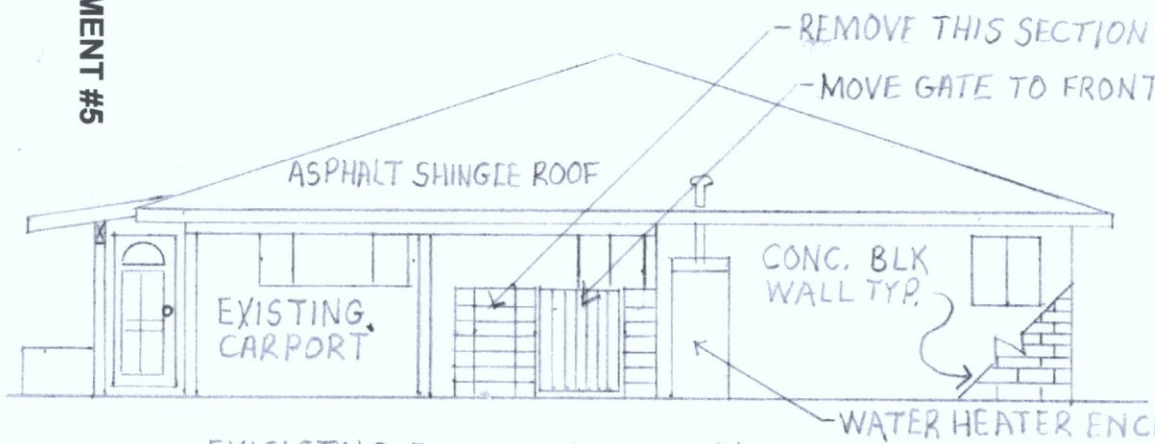 MENT #5
-REMOVE THIS SECTION
-MOVE GATE TO FRONT
ASPHALT SHINGLE ROOF
CONC. BLK
WALL TYP.
EXISTING
CARPORT
-WATER HEATER ENC